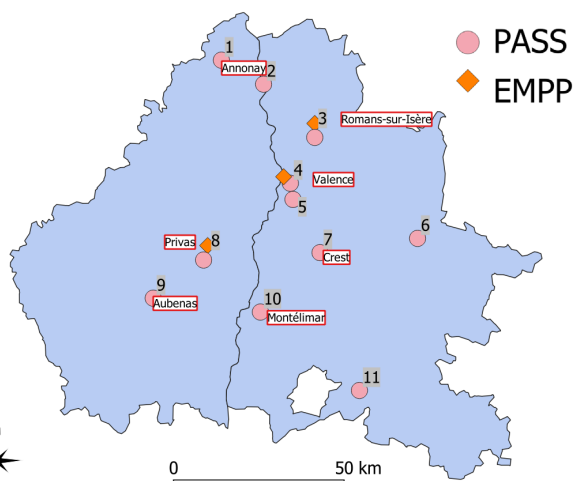 PASS
EMPP
1
Annonay
2
3
Romans-sur-Isère
4
Valence
5
6
7
Crest
8
Privas
9
Aubenas
10
Montélimar
11
0 50 km